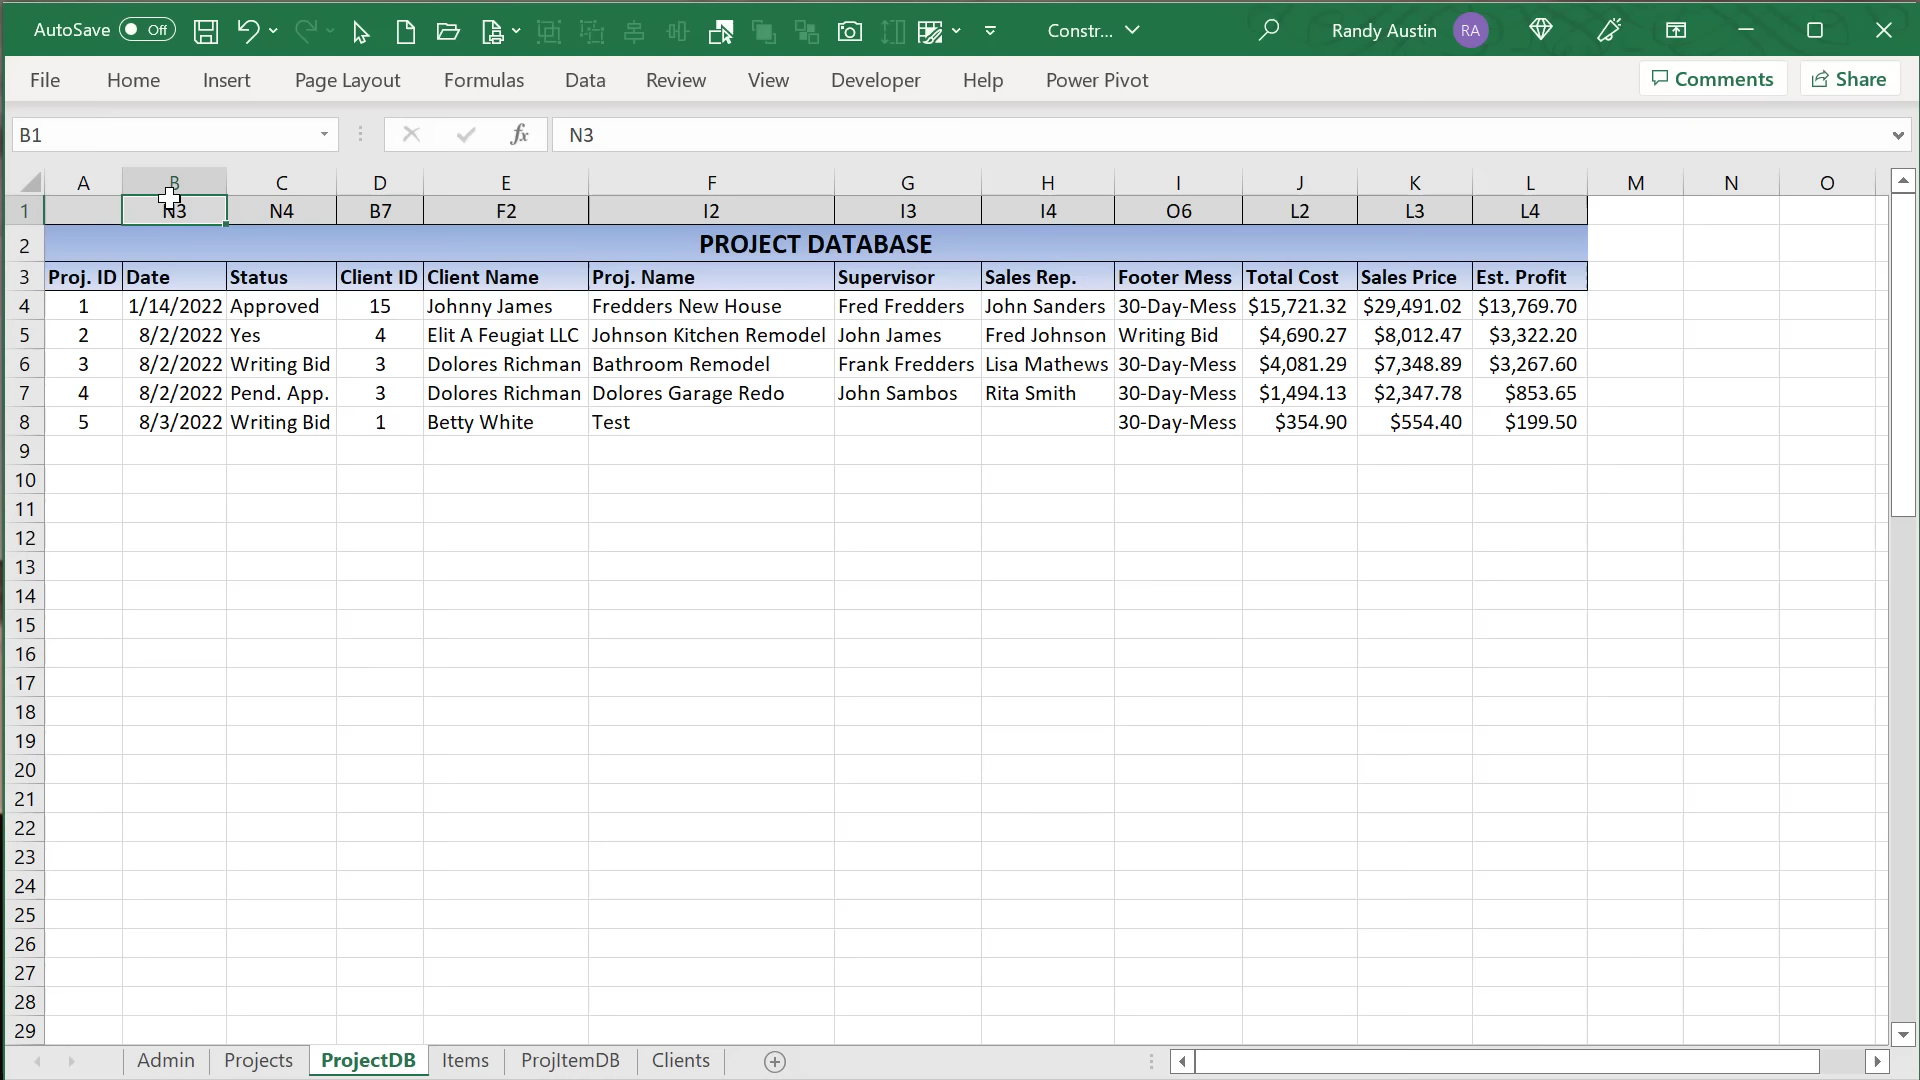 AutoSave Off Constr... Randy Austin RA
File Home Insert Page Layout Formulas Data Review View Developer Help Power Pivot Comments Share
B1 fx N3
A B C D E F G H I J K L M N O
1 N3 N4 B7 F2 I2 I3 I4 O6 L2 L3 L4
2 PROJECT DATABASE
3 Proj. ID Date Status Client ID Client Name Proj. Name Supervisor Sales Rep. Footer Mess Total Cost Sales Price Est. Profit
4 1 1/14/2022 Approved 15 Johnny James Fredders New House Fred Fredders John Sanders 30-Day-Mess $15,721.32 $29,491.02 $13,769.70
5 2 8/2/2022 Yes 4 Elit A Feugiat LLC Johnson Kitchen Remodel John James Fred Johnson Writing Bid $4,690.27 $8,012.47 $3,322.20
6 3 8/2/2022 Writing Bid 3 Dolores Richman Bathroom Remodel Frank Fredders Lisa Mathews 30-Day-Mess $4,081.29 $7,348.89 $3,267.60
7 4 8/2/2022 Pend. App. 3 Dolores Richman Dolores Garage Redo John Sambos Rita Smith 30-Day-Mess $1,494.13 $2,347.78 $853.65
8 5 8/3/2022 Writing Bid 1 Betty White Test 30-Day-Mess $354.90 $554.40 $199.50
9
10
11
12
13
14
15
16
17
18
19
20
21
22
23
24
25
26
27
28
29
Admin Projects ProjectDB Items ProjItemDB Clients